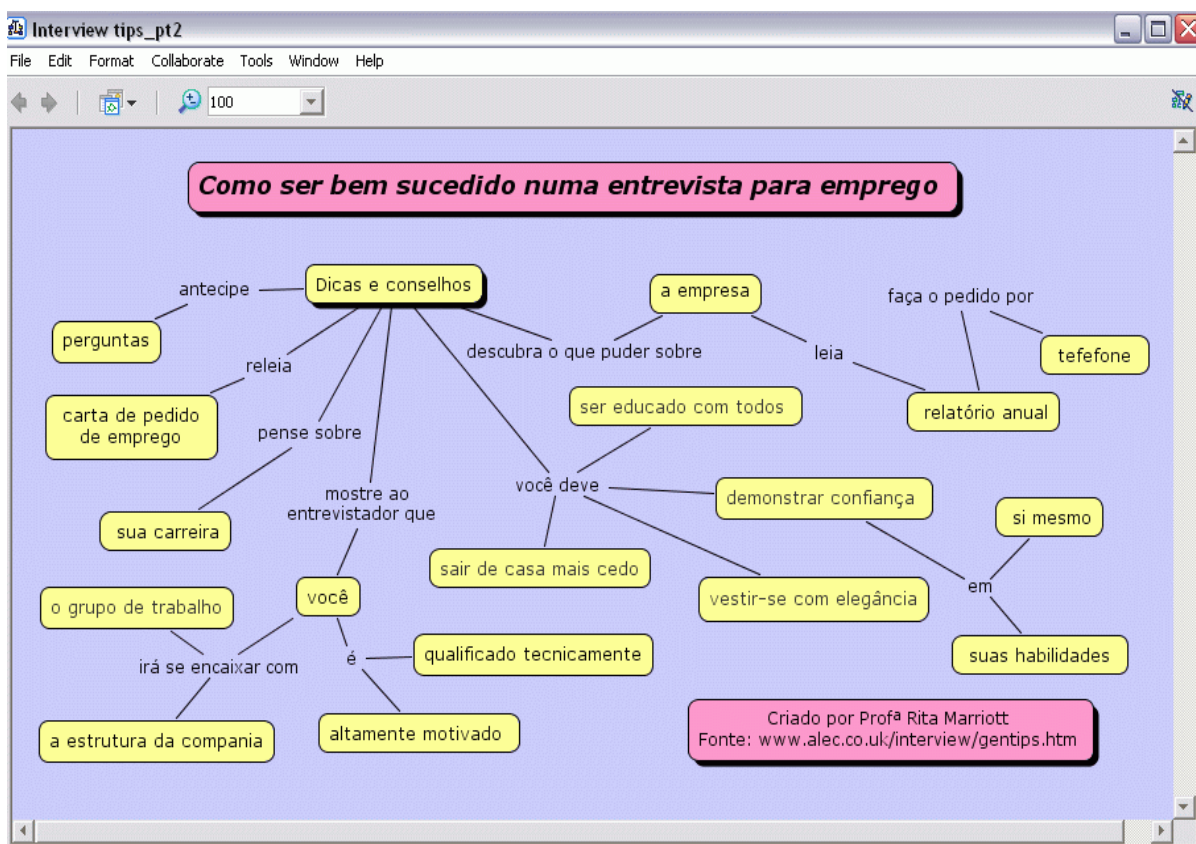 Interview tips_pt2
File Edit Format Collaborate Tools Window Help
100
Como ser bem sucedido numa entrevista para emprego
Dicas e conselhos
antecipe
perguntas
releia
carta de pedido
de emprego
pense sobre
sua carreira
mostre ao
entrevistador que
você
irá se encaixar com
o grupo de trabalho
a estrutura da compania
é
qualificado tecnicamente
altamente motivado
você deve
ser educado com todos
sair de casa mais cedo
vestir-se com elegância
demonstrar confiança
em
si mesmo
suas habilidades
descubra o que puder sobre
a empresa
leia
relatório anual
faça o pedido por
tefefone
Criado por Profª Rita Marriott
Fonte: www.alec.co.uk/interview/gentips.htm